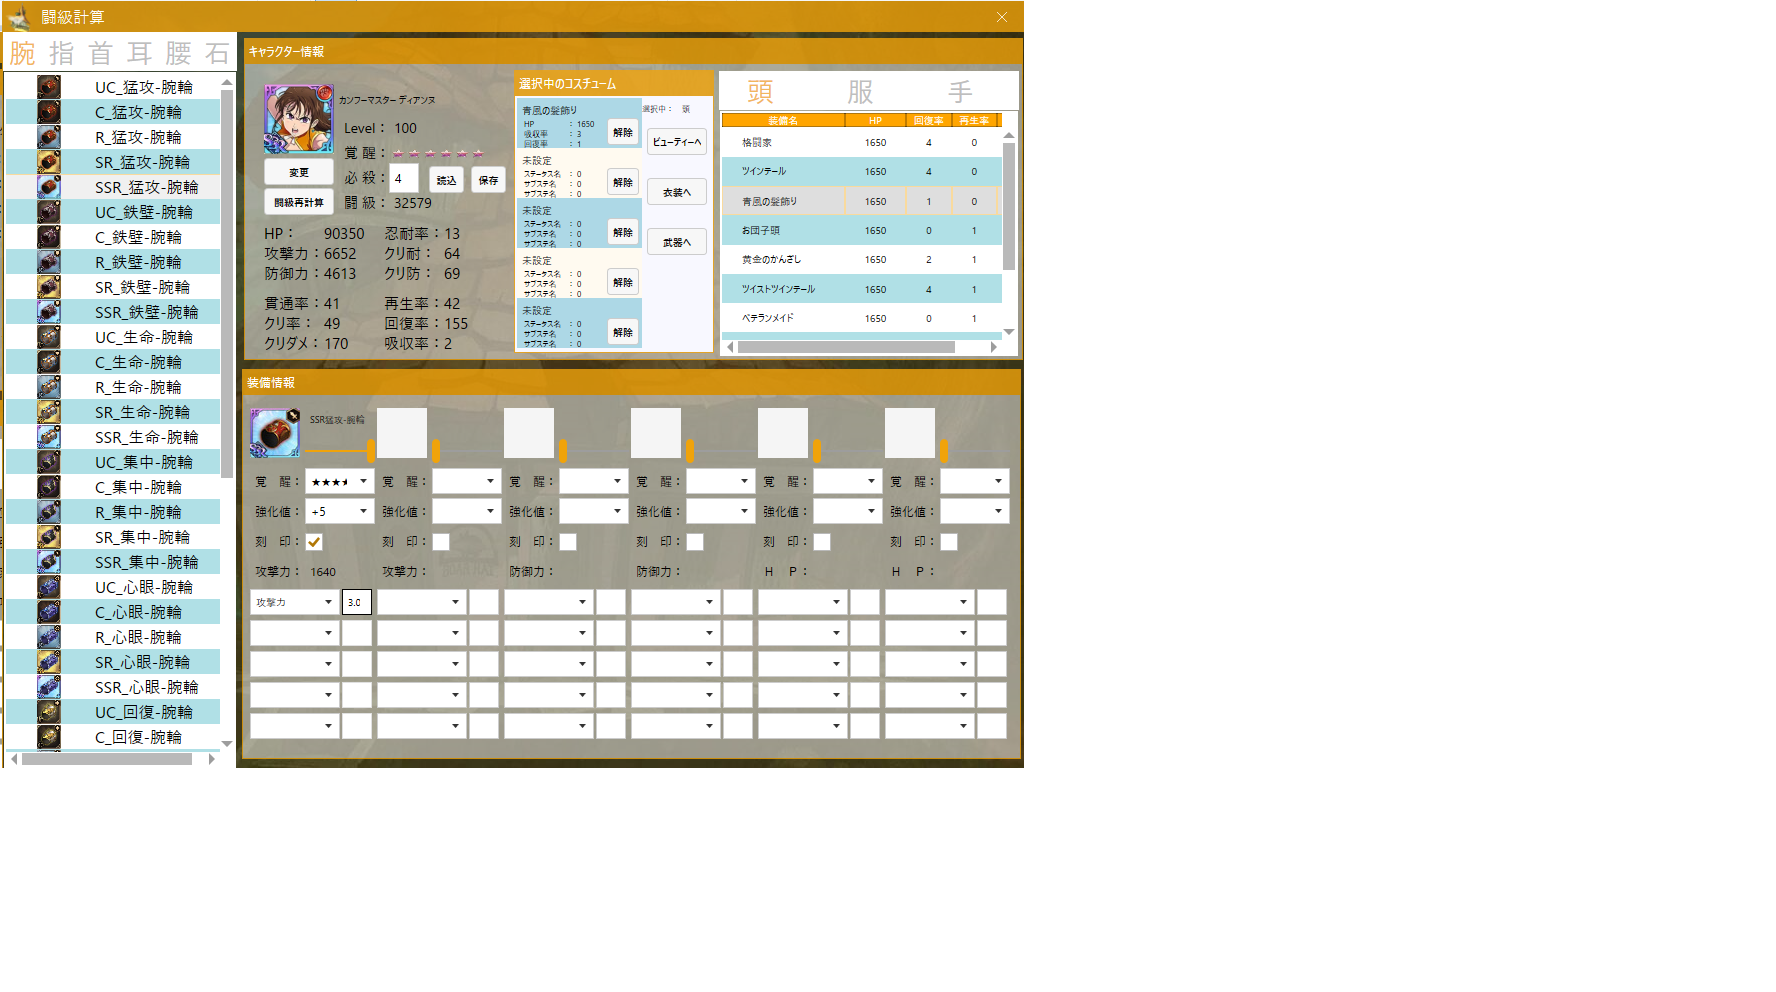 闘級計算
腕 指 首 耳 腰 石
UC_猛攻-腕輪
C_猛攻-腕輪
R_猛攻-腕輪
SR_猛攻-腕輪
SSR_猛攻-腕輪
UC_鉄壁-腕輪
C_鉄壁-腕輪
R_鉄壁-腕輪
SR_鉄壁-腕輪
SSR_鉄壁-腕輪
UC_生命-腕輪
C_生命-腕輪
R_生命-腕輪
SR_生命-腕輪
SSR_生命-腕輪
UC_集中-腕輪
C_集中-腕輪
R_集中-腕輪
SR_集中-腕輪
SSR_集中-腕輪
UC_心眼-腕輪
C_心眼-腕輪
R_心眼-腕輪
SR_心眼-腕輪
SSR_心眼-腕輪
UC_回復-腕輪
C_回復-腕輪
キャラクター情報
カンフーマスター ディアンヌ
Level： 100
覚 醒：★★★★★★
変更
必 殺： 4 読込 保存
闘級再計算
闘 級： 32579
HP： 90350 忍耐率：13
攻撃力：6652 クリ耐： 64
防御力：4613 クリ防： 69
貫通率：41 再生率：42
クリ率： 49 回復率：155
クリダメ：170 吸収率：2
選択中のコスチューム
青風の髪飾り
HP ： 1650
吸収率 ： 3
回復率 ： 1
解除
未設定
ステータス名 ： 0
サブステ名 ： 0
サブステ名 ： 0
解除
未設定
ステータス名 ： 0
サブステ名 ： 0
サブステ名 ： 0
解除
未設定
ステータス名 ： 0
サブステ名 ： 0
サブステ名 ： 0
解除
未設定
ステータス名 ： 0
サブステ名 ： 0
サブステ名 ： 0
解除
選択中： 頭
ビューティーへ
衣装へ
武器へ
頭 服 手
装備名 HP 回復率 再生率
格闘家 1650 4 0
ツインテール 1650 4 0
青風の髪飾り 1650 1 0
お団子頭 1650 0 1
黄金のかんざし 1650 2 1
ツイストツインテール 1650 4 1
ベテランメイド 1650 0 1
装備情報
SSR猛攻-腕輪
覚 醒： ★★★★ 覚 醒： 覚 醒： 覚 醒： 覚 醒： 覚 醒：
強化値： +5 強化値： 強化値： 強化値： 強化値： 強化値：
刻 印： 刻 印： 刻 印： 刻 印： 刻 印： 刻 印：
攻撃力： 1640 攻撃力： 防御力： 防御力： H P： H P：
攻撃力 3.0